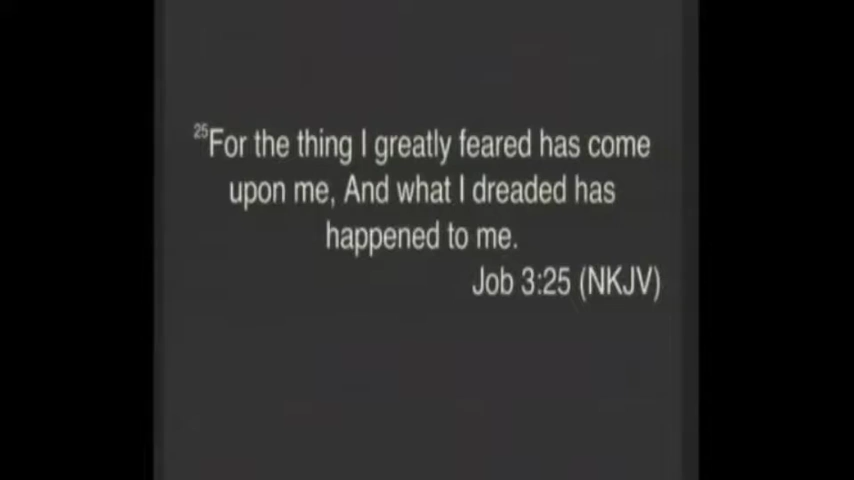 25For the thing I greatly feared has come
upon me, And what I dreaded has
happened to me.
Job 3:25 (NKJV)